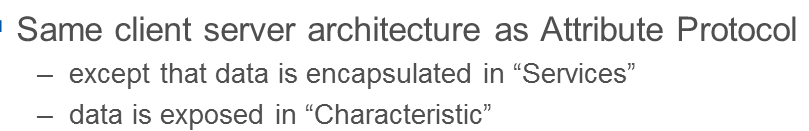 Same client server architecture as Attribute Protocol
– except that data is encapsulated in “Services”
– data is exposed in “Characteristic”